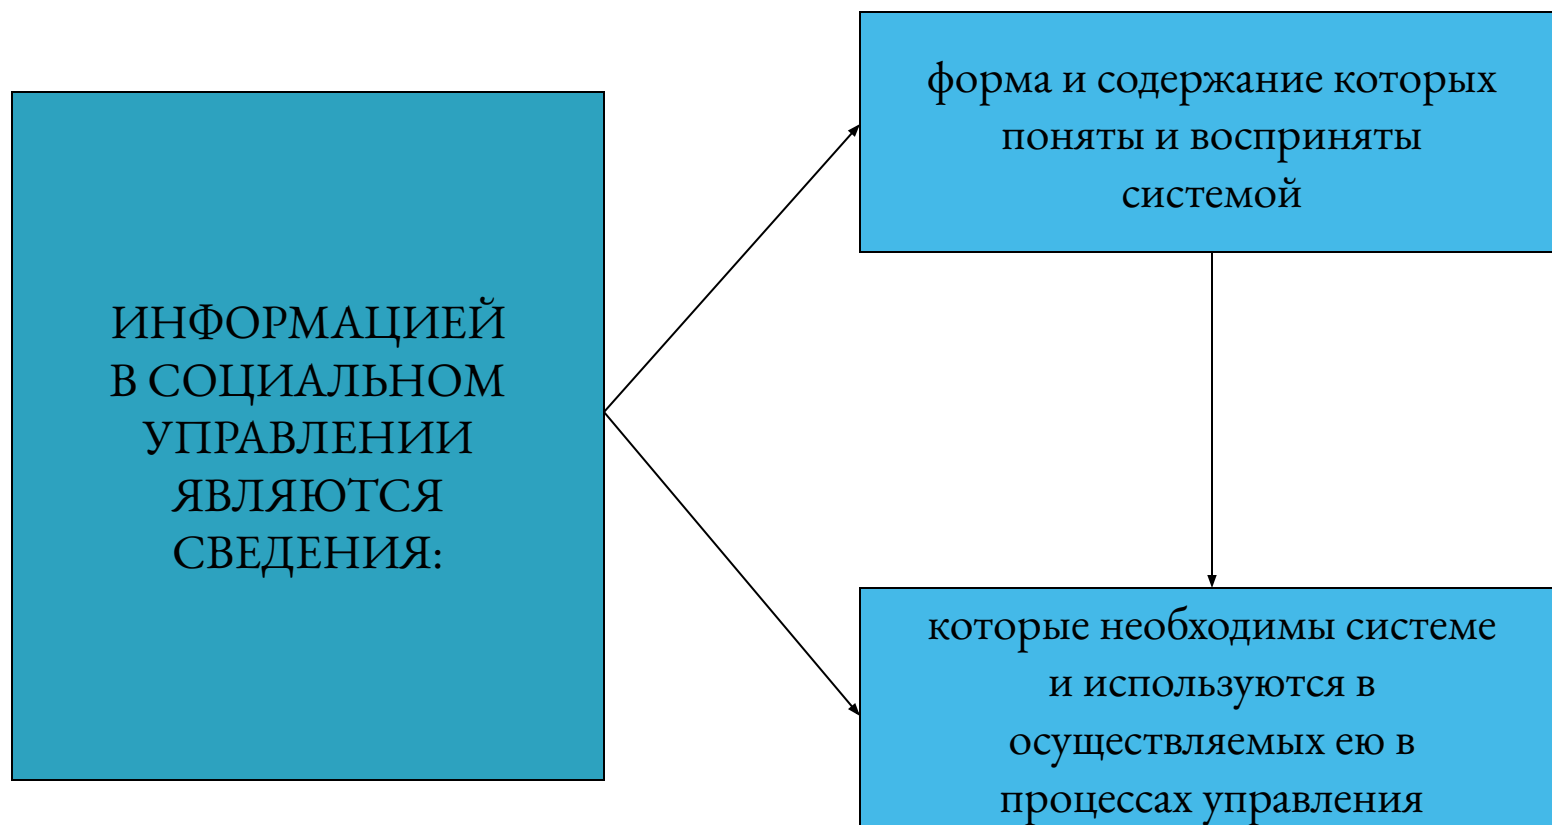 ИНФОРМАЦИЕЙ
В СОЦИАЛЬНОМ
УПРАВЛЕНИИ
ЯВЛЯЮТСЯ
СВЕДЕНИЯ:
форма и содержание которых
поняты и восприняты
системой
которые необходимы системе
и используются в
осуществляемых ею в
процессах управления